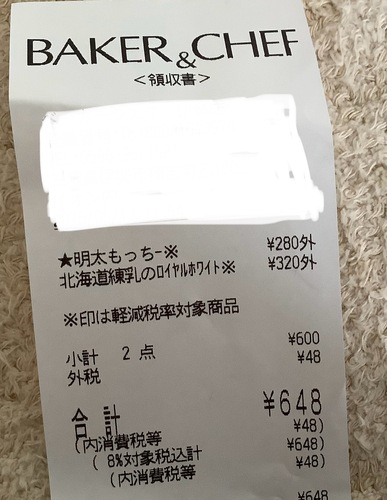 BAKER&CHEF
<領収書>
★明太もっちー※ ¥280外
北海道練乳のロイヤルホワイト※ ¥320外
※印は軽減税率対象商品
小計 2点 ¥600
外税 ¥48
合計 ¥648
(内消費税等 ¥48)
( 8%対象税込計 ¥648)
(内消費税等 ¥48)
¥648